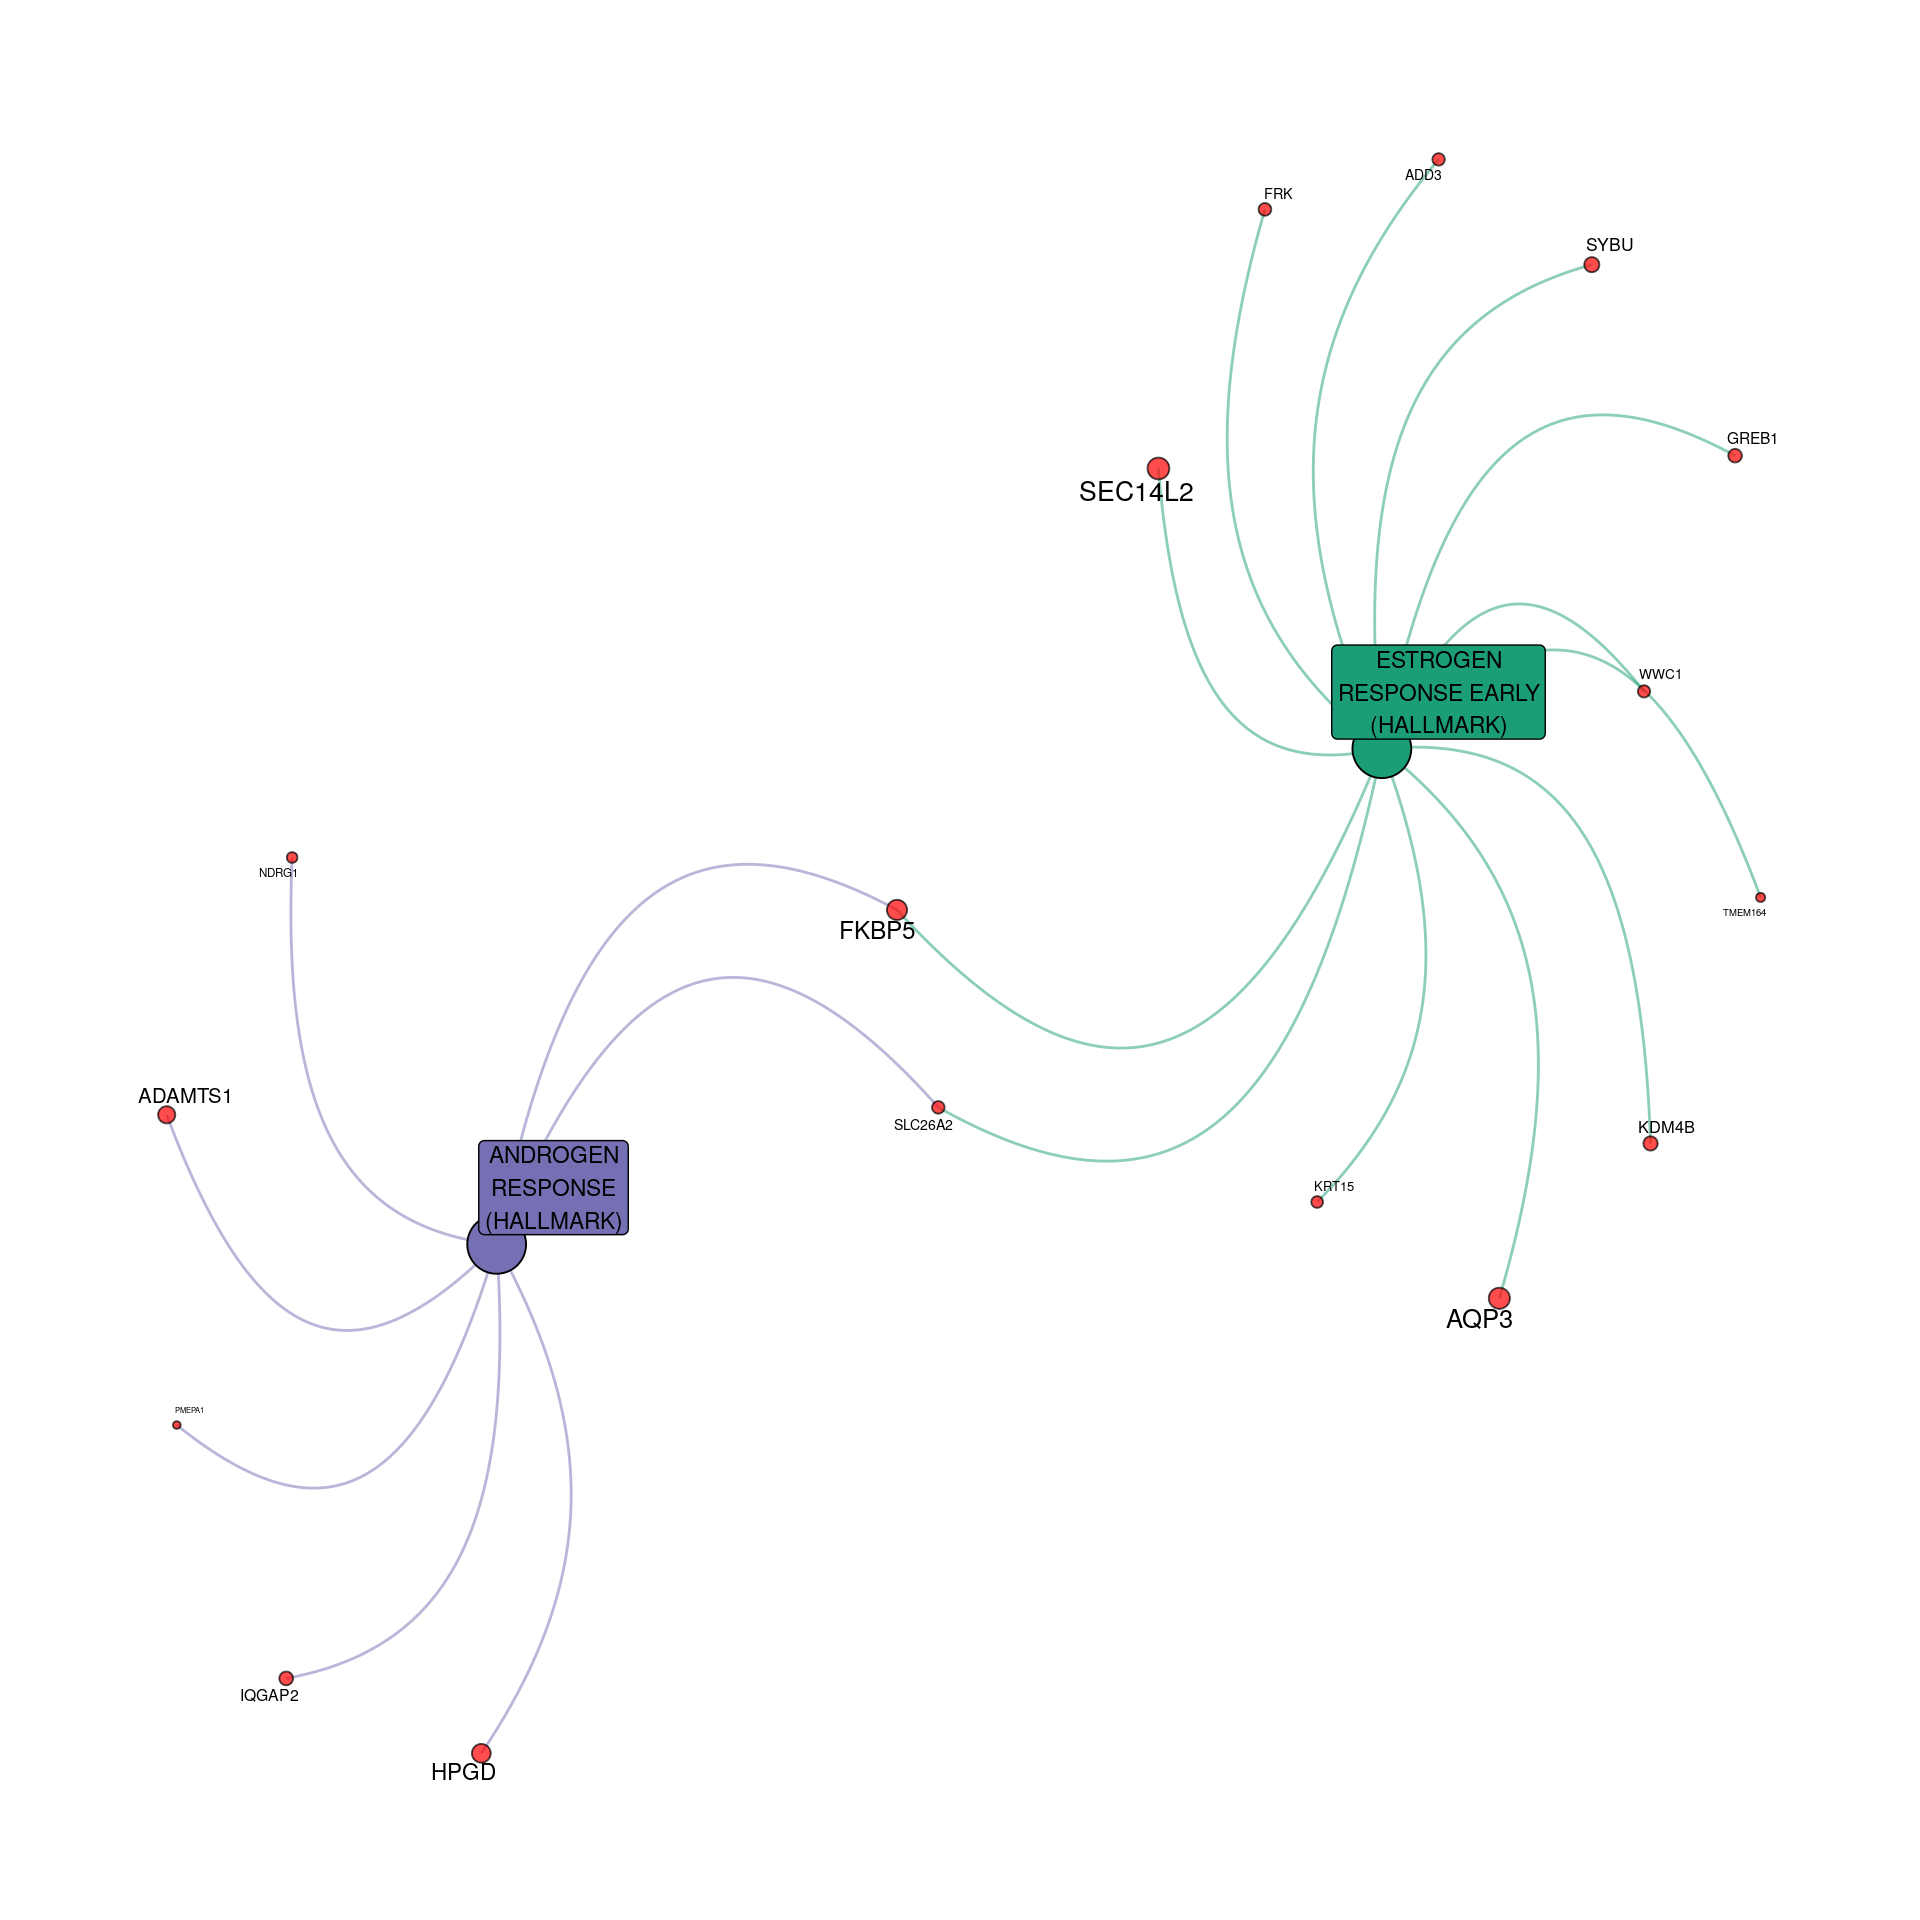 ADD3
FRK
SYBU
GREB1
SEC14L2
ESTROGEN
RESPONSE EARLY
(HALLMARK)
WWC1
NDRG1
TMEM164
FKBP5
ADAMTS1
SLC26A2
KDM4B
ANDROGEN
RESPONSE
(HALLMARK)
KRT15
AQP3
PMEPA1
IQGAP2
HPGD